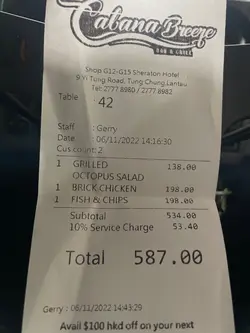 Cabana Breeze
BAR & GRILL
Shop G12-G15 Sheraton Hotel
9 Yi Tong Road, Tung Chung,Lantau
Tel: 2777 8980 / 2777 8982
Table : 42
Staff : Gerry
Date : 06/11/2022 14:16:30
Cus count: 2
1 GRILLED 138.00
OCTOPUS SALAD
1 BRICK CHICKEN 198.00
1 FISH & CHIPS 198.00
Subtotal 534.00
10% Service Charge 53.40
Total 587.00
Gerry : 06/11/2022 14:43:29
Avail $100 hkd off on your next